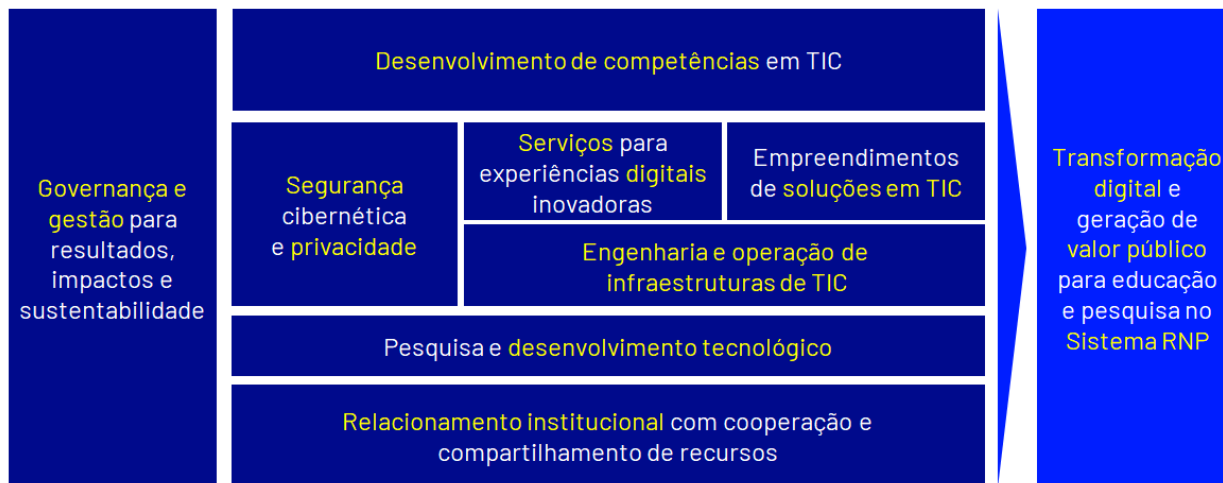 Governança e
gestão para
resultados,
impactos e
sustentabilidade
Desenvolvimento de competências em TIC
Segurança
cibernética
e privacidade
Serviços para
experiências digitais
inovadoras
Empreendimentos
de soluções em TIC
Engenharia e operação de
infraestruturas de TIC
Pesquisa e desenvolvimento tecnológico
Relacionamento institucional com cooperação e
compartilhamento de recursos
Transformação
digital e
geração de
valor público
para educação
e pesquisa no
Sistema RNP